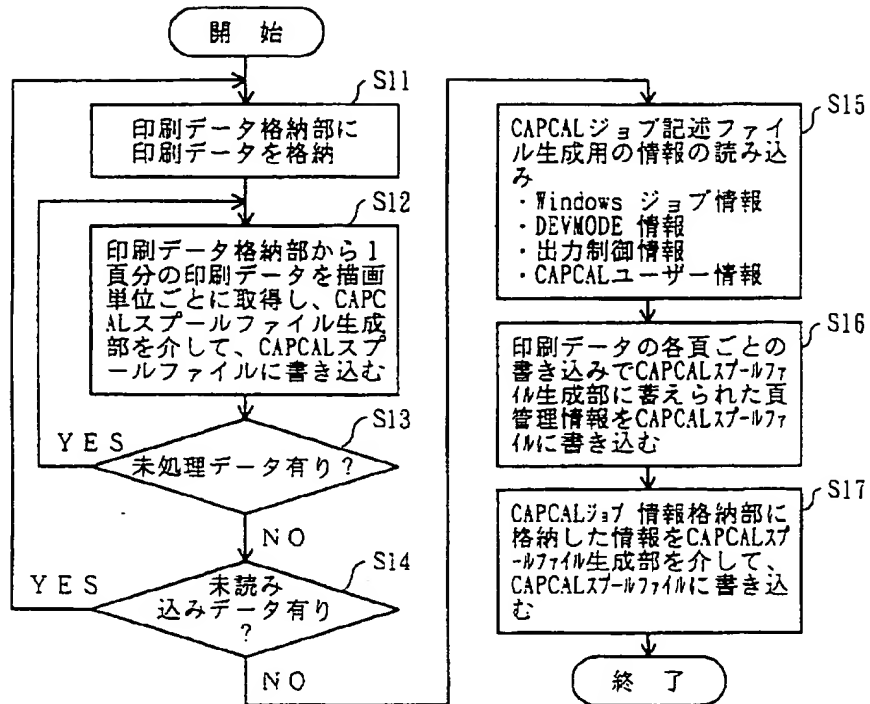 開 始
S11
印刷データ格納部に
印刷データを格納
S12
印刷データ格納部から1
頁分の印刷データを描画
単位ごとに取得し、CAPC
ALスプールファイル生成
部を介して、CAPCALスプ
ールファイルに書き込む
S13
YES
未処理データ有り?
NO
S14
YES
未読み
込みデータ有り
?
NO
S15
CAPCALジョブ記述ファイ
ル生成用の情報の読み込
み
・Windows ジョブ情報
・DEVMODE 情報
・出力制御情報
・CAPCALユーザー情報
S16
印刷データの各頁ごとの
書き込みでCAPCALスプールファ
イル生成部に蓄えられた頁
管理情報をCAPCALスプールファ
イルに書き込む
S17
CAPCALジョブ 情報格納部に
格納した情報をCAPCALスプ
ールファイル生成部を介して、
CAPCALスプールファイルに書き込
む
終 了